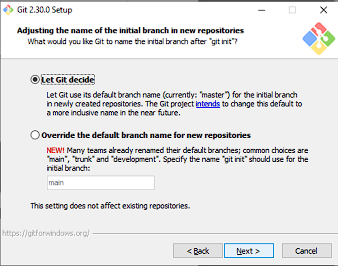 Git 2.30.0 Setup
Adjusting the name of the initial branch in new repositories
What would you like Git to name the initial branch after "git init"?
Let Git decide
Let Git use its default branch name (currently: "master") for the initial branch
in newly created repositories. The Git project intends to change this default to
a more inclusive name in the near future.
Override the default branch name for new repositories
NEW! Many teams already renamed their default branches; common choices are
"main", "trunk" and "development". Specify the name "git init" should use for the
initial branch:
main
This setting does not affect existing repositories.
https://gitforwindows.org/
< Back
Next >
Cancel